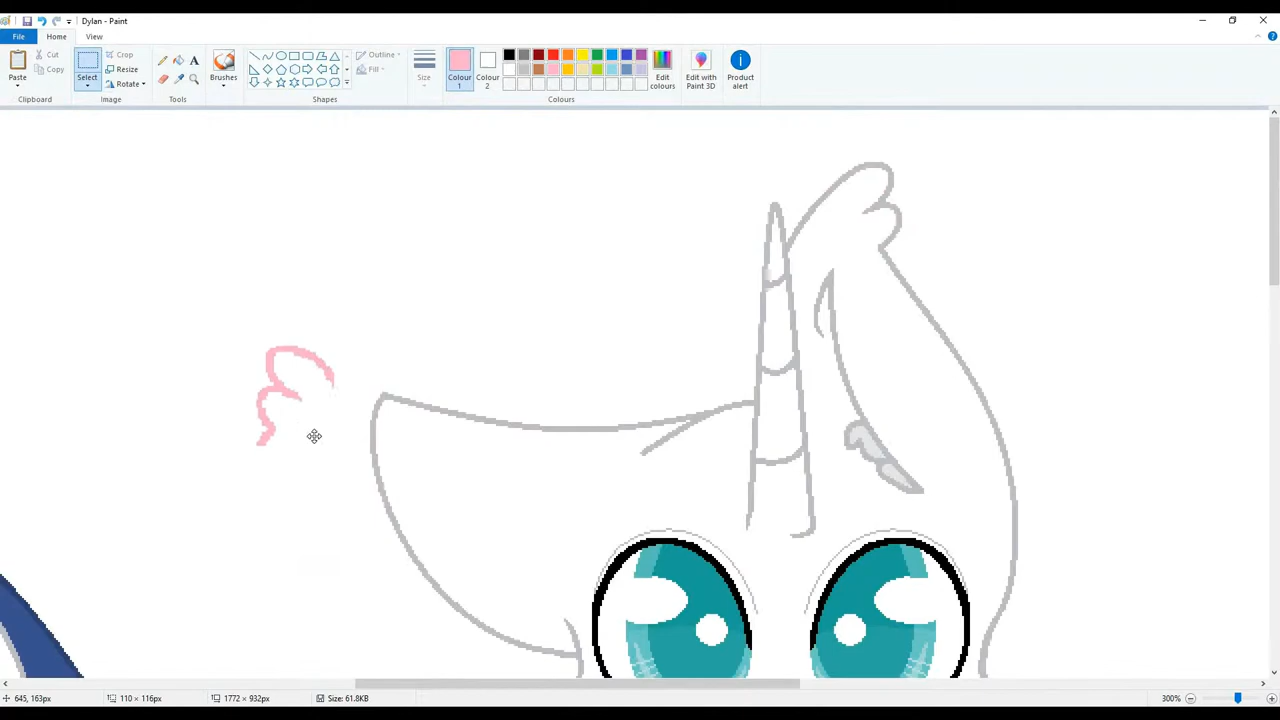 Dylan - Paint
File Home View
Paste
Cut
Copy
Clipboard
Select
Crop
Resize
Rotate
Image
Tools
Brushes
Shapes
Outline
Fill
Size
Colour 1
Colour 2
Colours
Edit colours
Edit with Paint 3D
Product alert
645, 163px
110 × 116px
1772 × 932px
Size: 61.8KB
300%